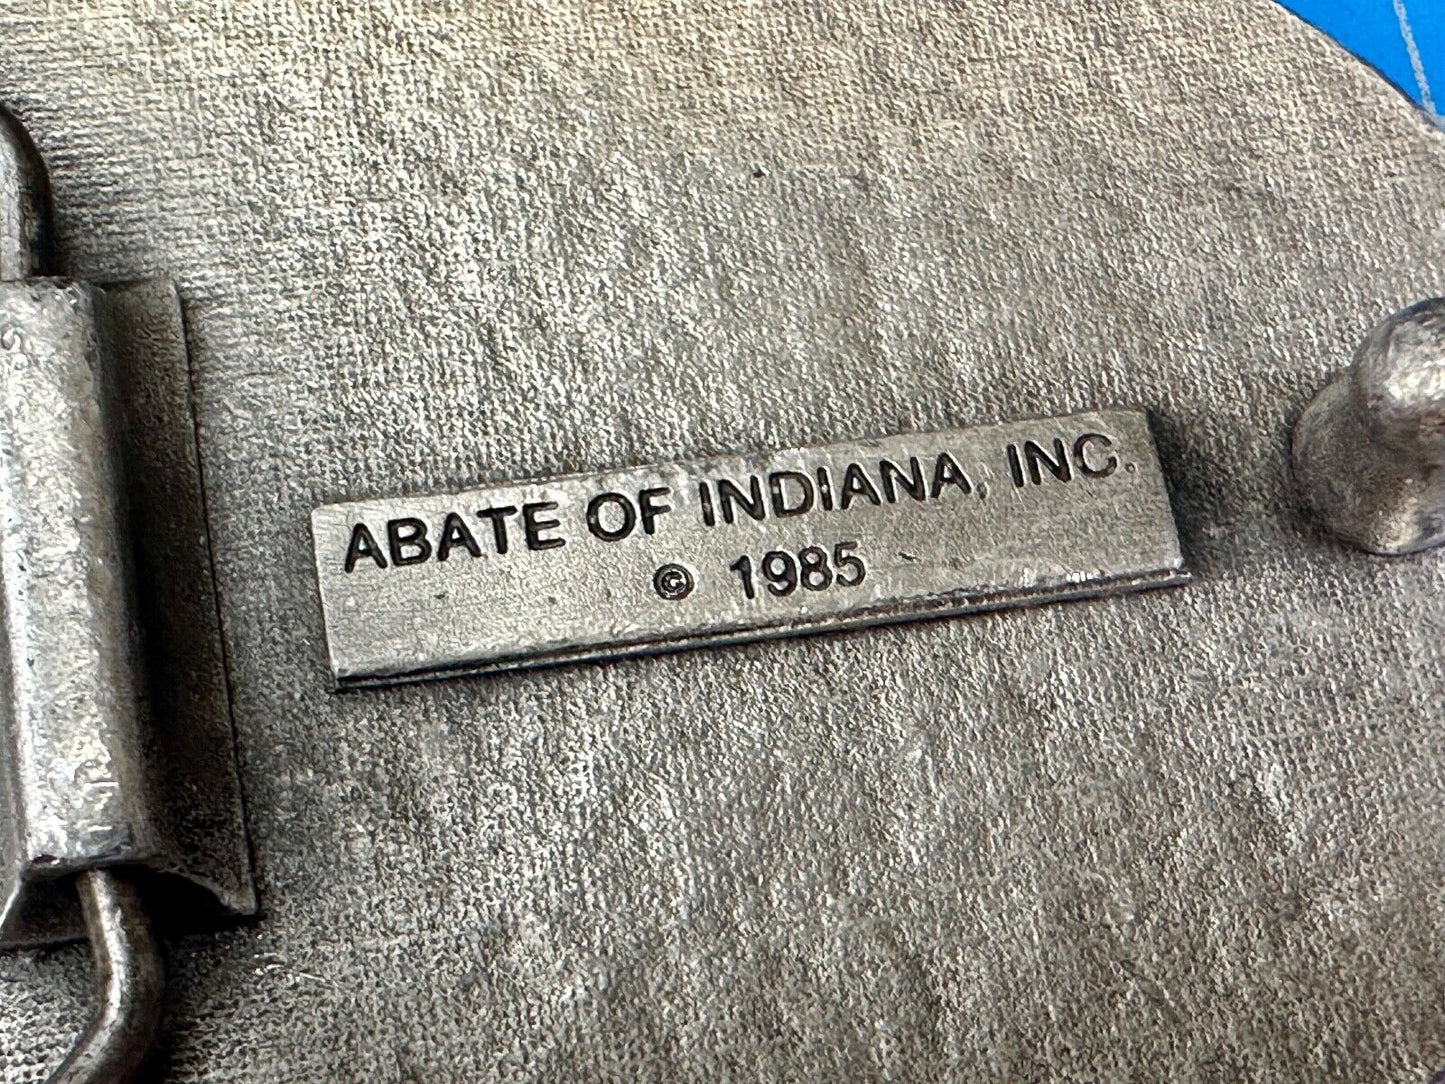 ABATE OF INDIANA, INC.
© 1985